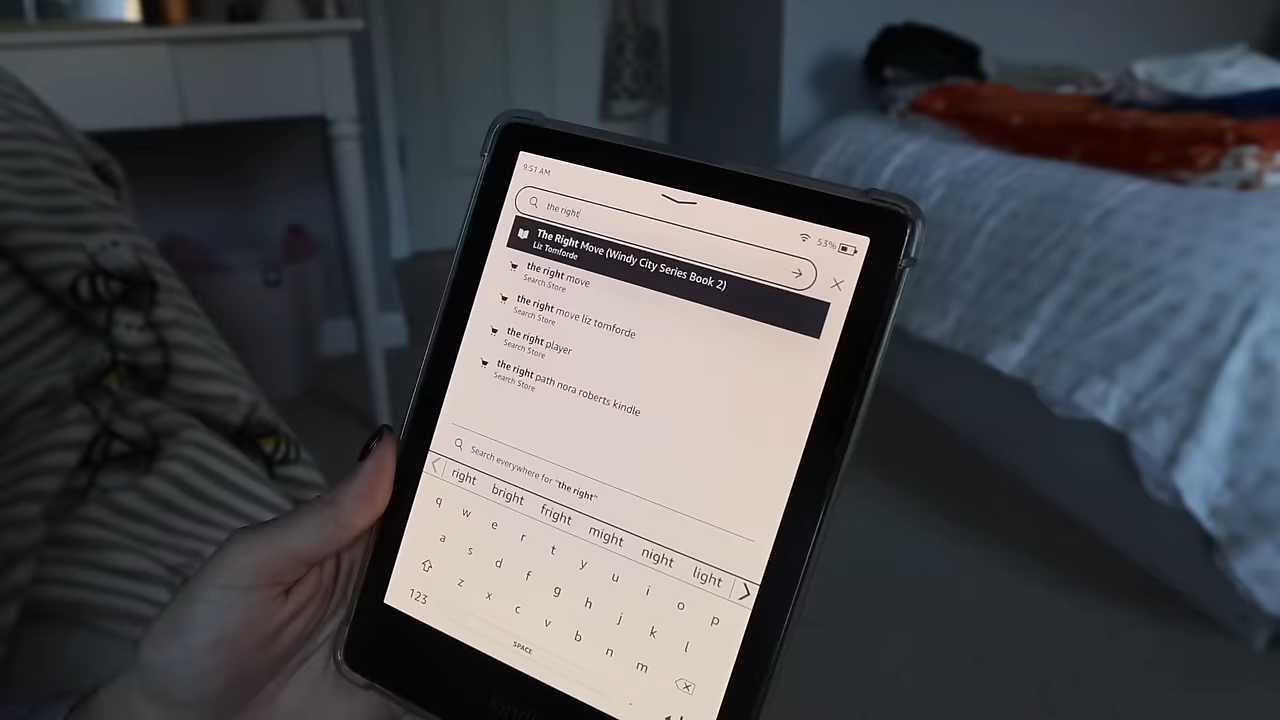 9:51 AM
53%
the right
The Right Move (Windy City Series Book 2)
Liz Tomforde
the right move
Search Store
the right move liz tomforde
Search Store
the right player
Search Store
the right path nora roberts kindle
Search Store
Search everywhere for "the right"
right bright fright might night light
q w e r t y u i o p
a s d f g h j k l
z x c v b n m
123 SPACE .
kindle